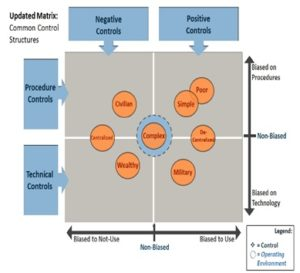 Updated Matrix:
Common Control
Structures
Negative
Controls
Positive
Controls
Procedure
Controls
Technical
Controls
Civilian
Poor
Simple
Centralized
Complex
De-
Centralized
Wealthy
Military
Biased on
Procedures
Non-Biased
Biased on
Technology
Biased to Not-Use
Non-Biased
Biased to Use
Legend:
= Control
= Operating
Environment